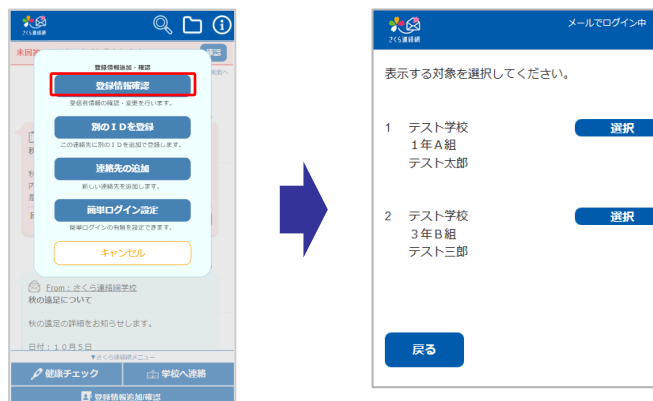 さくら連絡網
未回
確認
登録情報追加・確認
登録情報確認
受信者情報の確認・変更を行います。
別のIDを登録
この連絡先に別のIDを追加で登録します。
連絡先の追加
新しい連絡先を追加します。
簡単ログイン設定
簡単ログインの有無を設定できます。
キャンセル
From：さくら連絡網学校
秋の遠足について
秋の遠足の詳細をお知らせします。
日付：10月5日
▼さくら連絡網メニュー
健康チェック
学校へ連絡
登録情報追加/確認
さくら連絡網
メールでログイン中
表示する対象を選択してください。
1 テスト学校 選択
1年A組
テスト太郎
2 テスト学校 選択
3年B組
テスト三郎
戻る